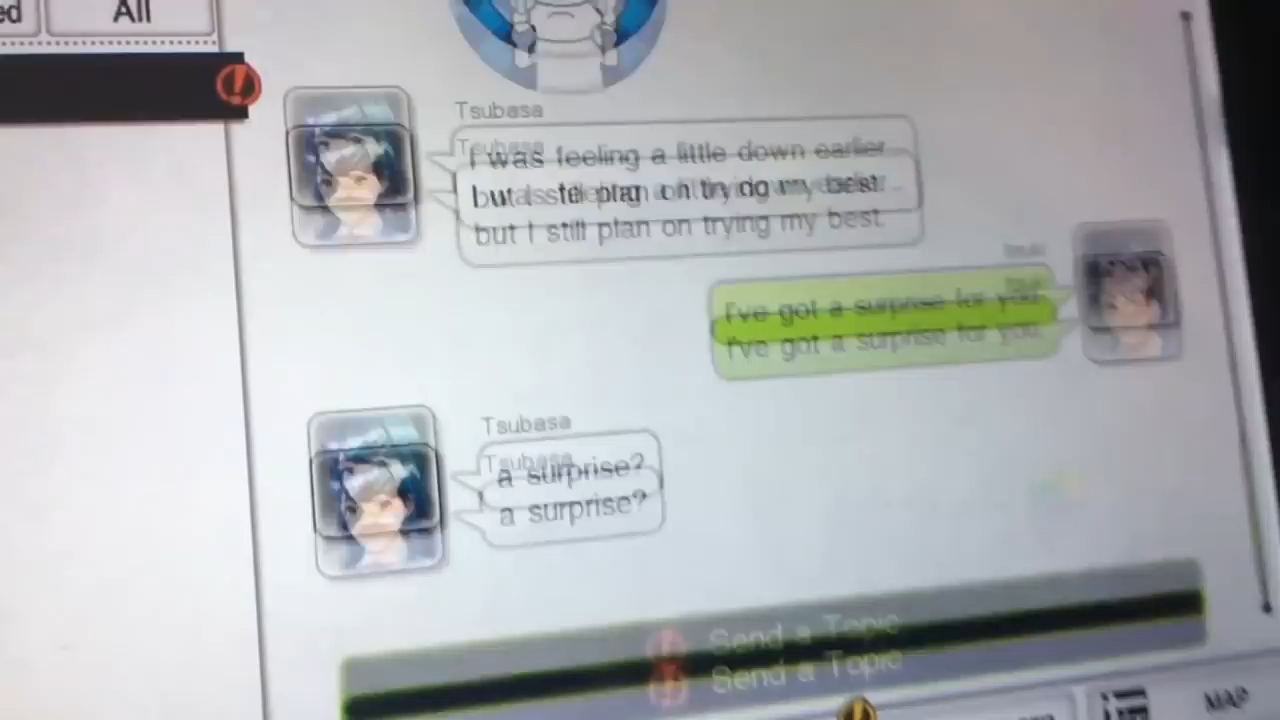 ed
All
Tsubasa
I was feeling a little down earlier
but I still plan on trying my best.
I've got a surprise for you.
Tsubasa
a surprise?
Send a Topic
MAP